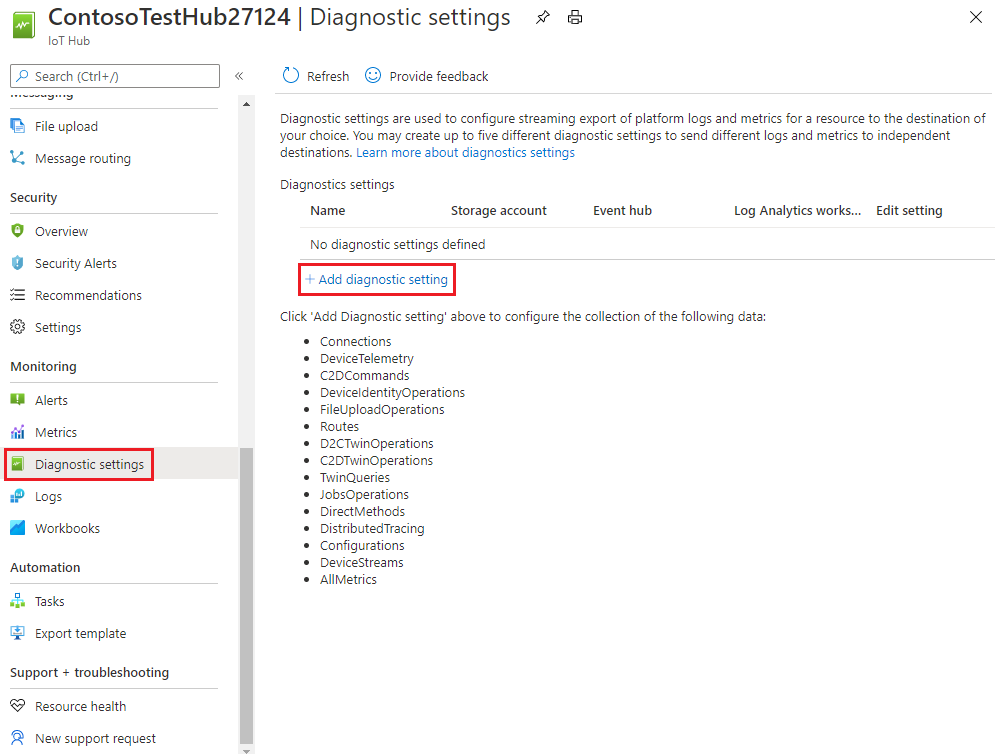 ContosoTestHub27124 | Diagnostic settings
IoT Hub
Search (Ctrl+/)
«
Messaging
File upload
Message routing
Security
Overview
Security Alerts
Recommendations
Settings
Monitoring
Alerts
Metrics
Diagnostic settings
Logs
Workbooks
Automation
Tasks
Export template
Support + troubleshooting
Resource health
New support request
Refresh
Provide feedback
Diagnostic settings are used to configure streaming export of platform logs and metrics for a resource to the destination of
your choice. You may create up to five different diagnostic settings to send different logs and metrics to independent
destinations. Learn more about diagnostics settings
Diagnostics settings
Name Storage account Event hub Log Analytics works... Edit setting
No diagnostic settings defined
+ Add diagnostic setting
Click 'Add Diagnostic setting' above to configure the collection of the following data:
• Connections
• DeviceTelemetry
• C2DCommands
• DeviceIdentityOperations
• FileUploadOperations
• Routes
• D2CTwinOperations
• C2DTwinOperations
• TwinQueries
• JobsOperations
• DirectMethods
• DistributedTracing
• Configurations
• DeviceStreams
• AllMetrics